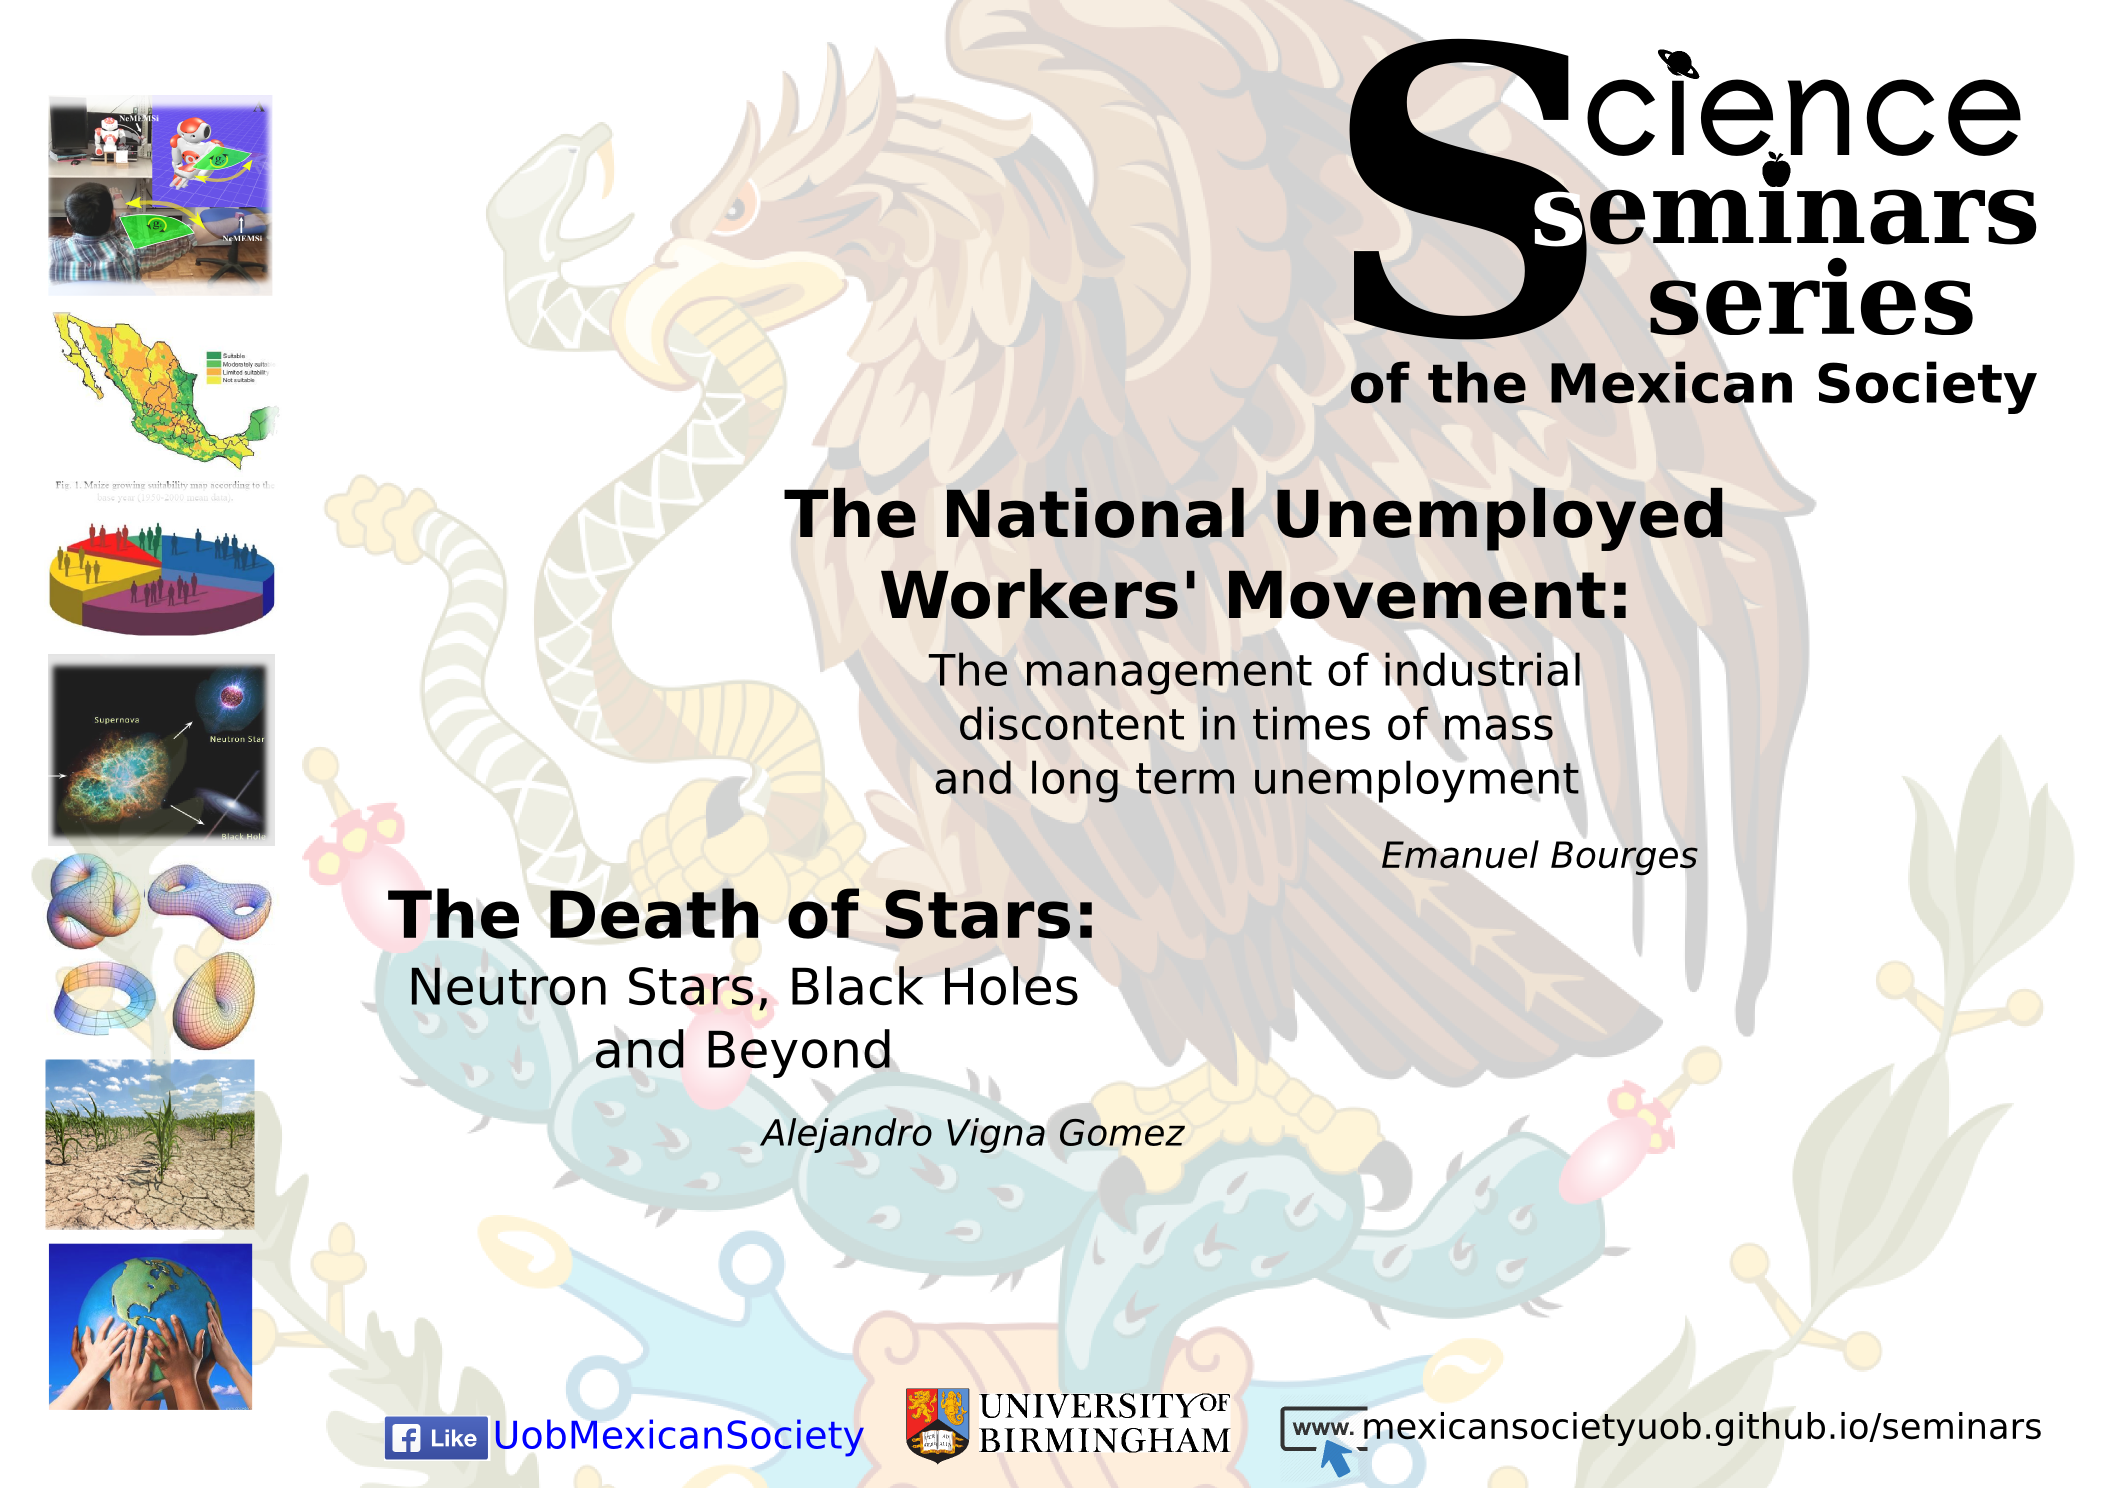 Science
seminars
series
of the Mexican Society
NeMEMSi
g
g
NeMEMSi
Suitable
Moderately
Limited suitability
Not suitable
Fig. 1. Maize growing suitability map according to the
base year (1950-2000 mean data).
The National Unemployed
Workers' Movement:
The management of industrial
discontent in times of mass
and long term unemployment
Emanuel Bourges
Supernova
Neutron Star
Black Hole
The Death of Stars:
Neutron Stars, Black Holes
and Beyond
Alejandro Vigna Gomez
Like
UobMexicanSociety
UNIVERSITY OF
BIRMINGHAM
www.
mexicansocietyuob.github.io/seminars